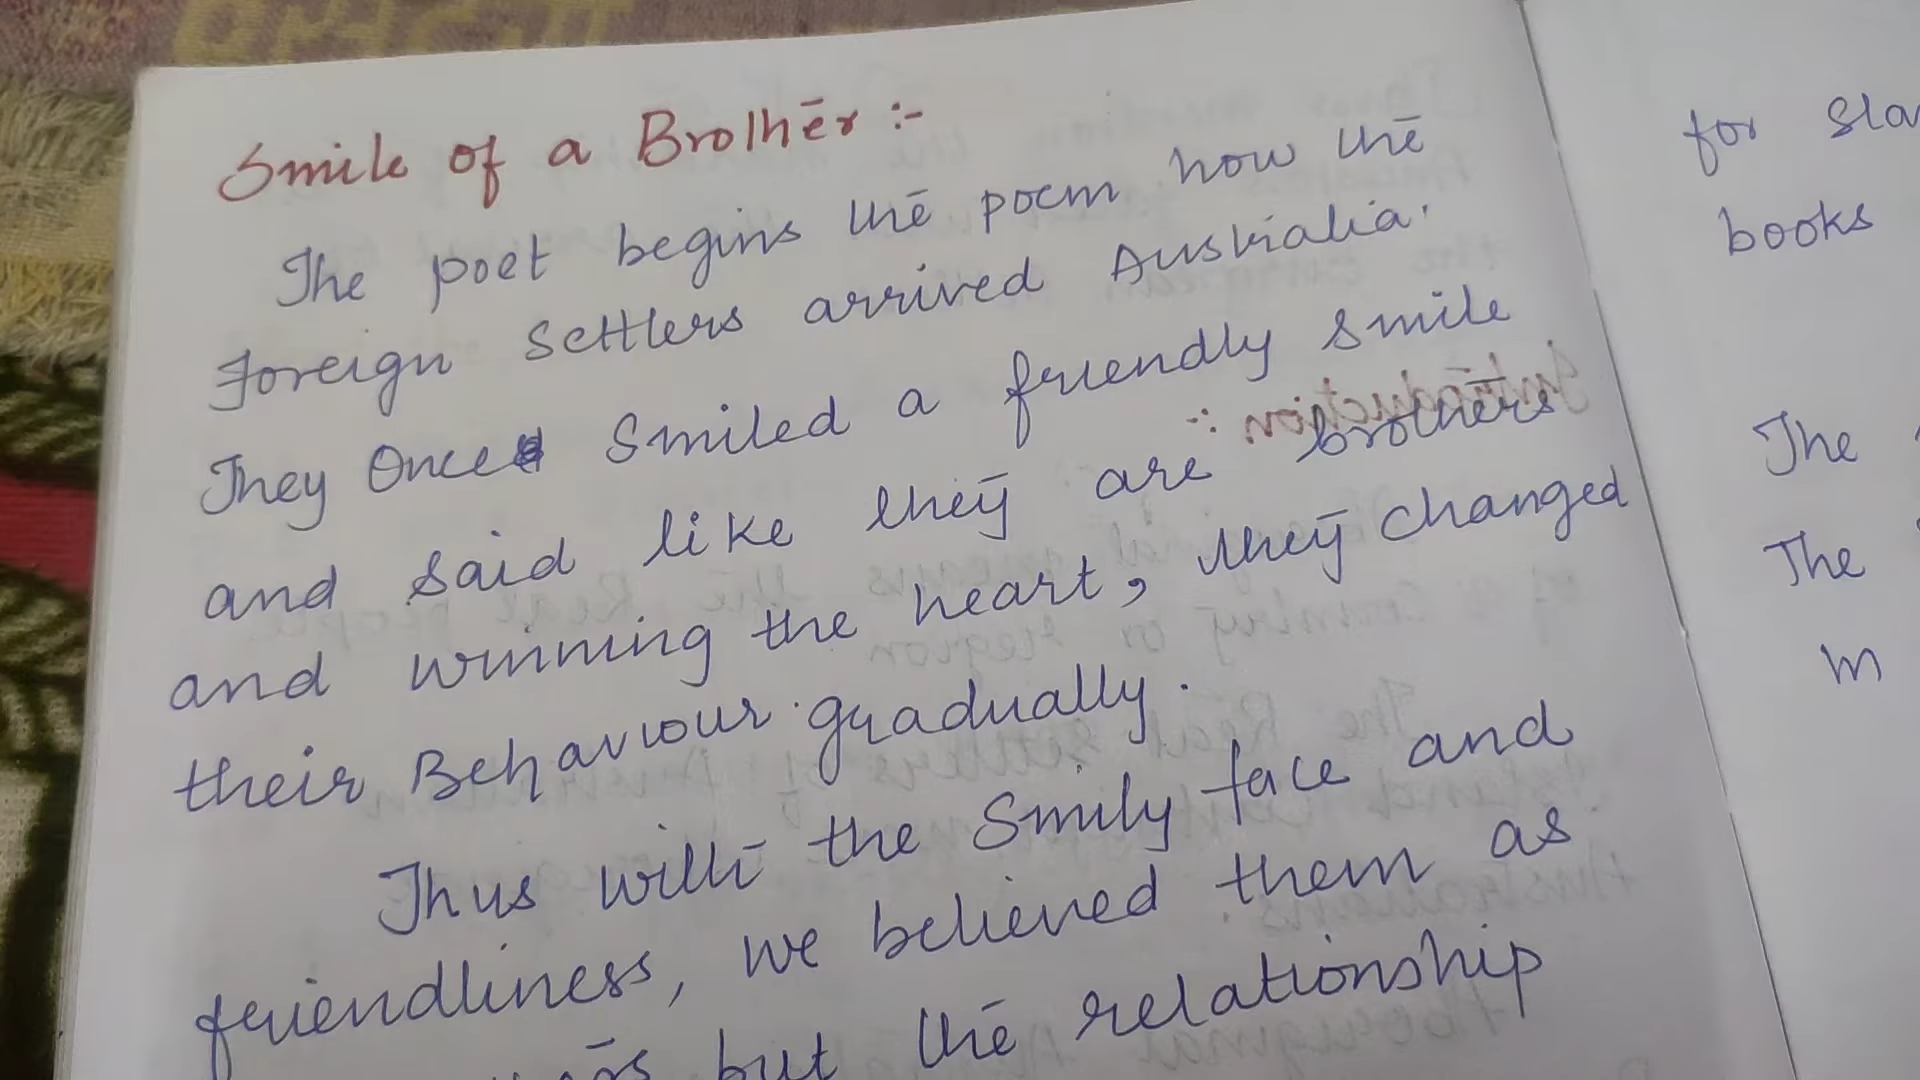 Smile of a Brother :-
The poet begins the poem how the
Foreign Settlers arrived Australia.
They Once Smiled a friendly smile
and said like they are brothers
and winning the heart, they changed
their Behaviour gradually.
Thus with the Smily face and
friendliness, we believed them as
but the relationship
for
books
The
The
m